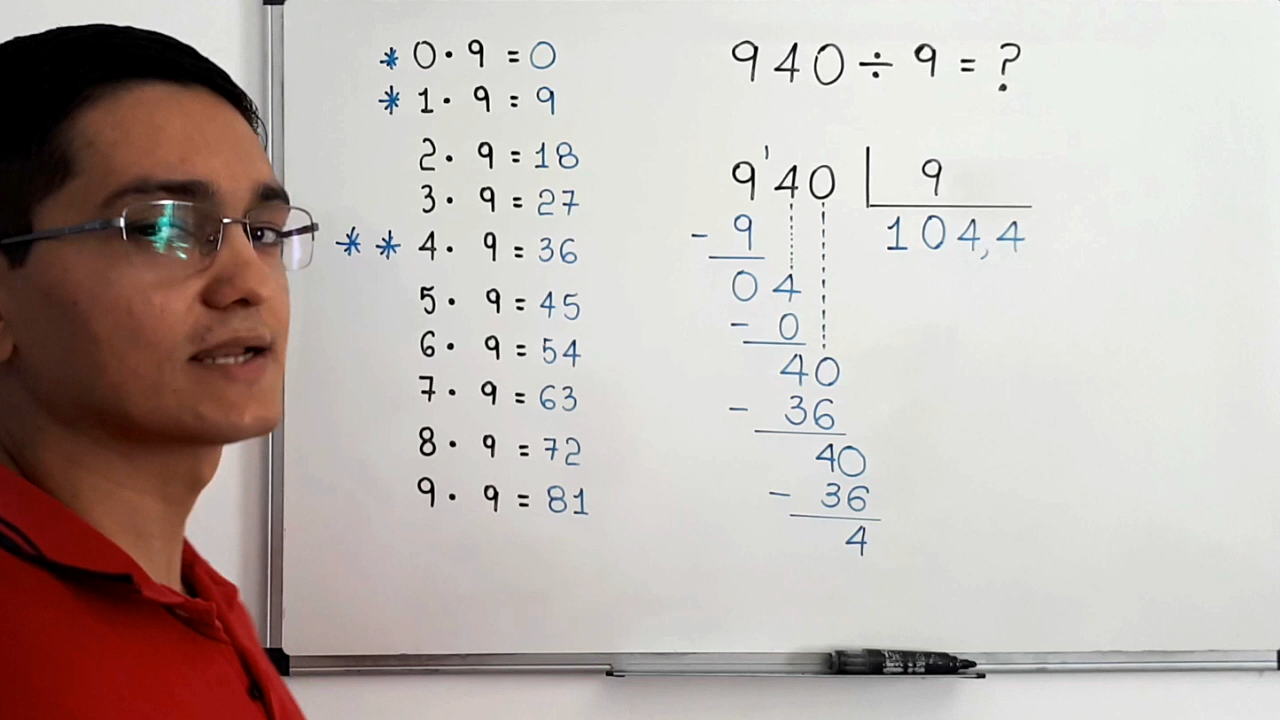 * 0 · 9 = 0
* 1 · 9 = 9
2 · 9 = 18
3 · 9 = 27
* * 4 · 9 = 36
5 · 9 = 45
6 · 9 = 54
7 · 9 = 63
8 · 9 = 72
9 · 9 = 81
940 ÷ 9 = ?
9'40 | 9
- 9 104,4
04
- 0
40
- 36
40
- 36
4